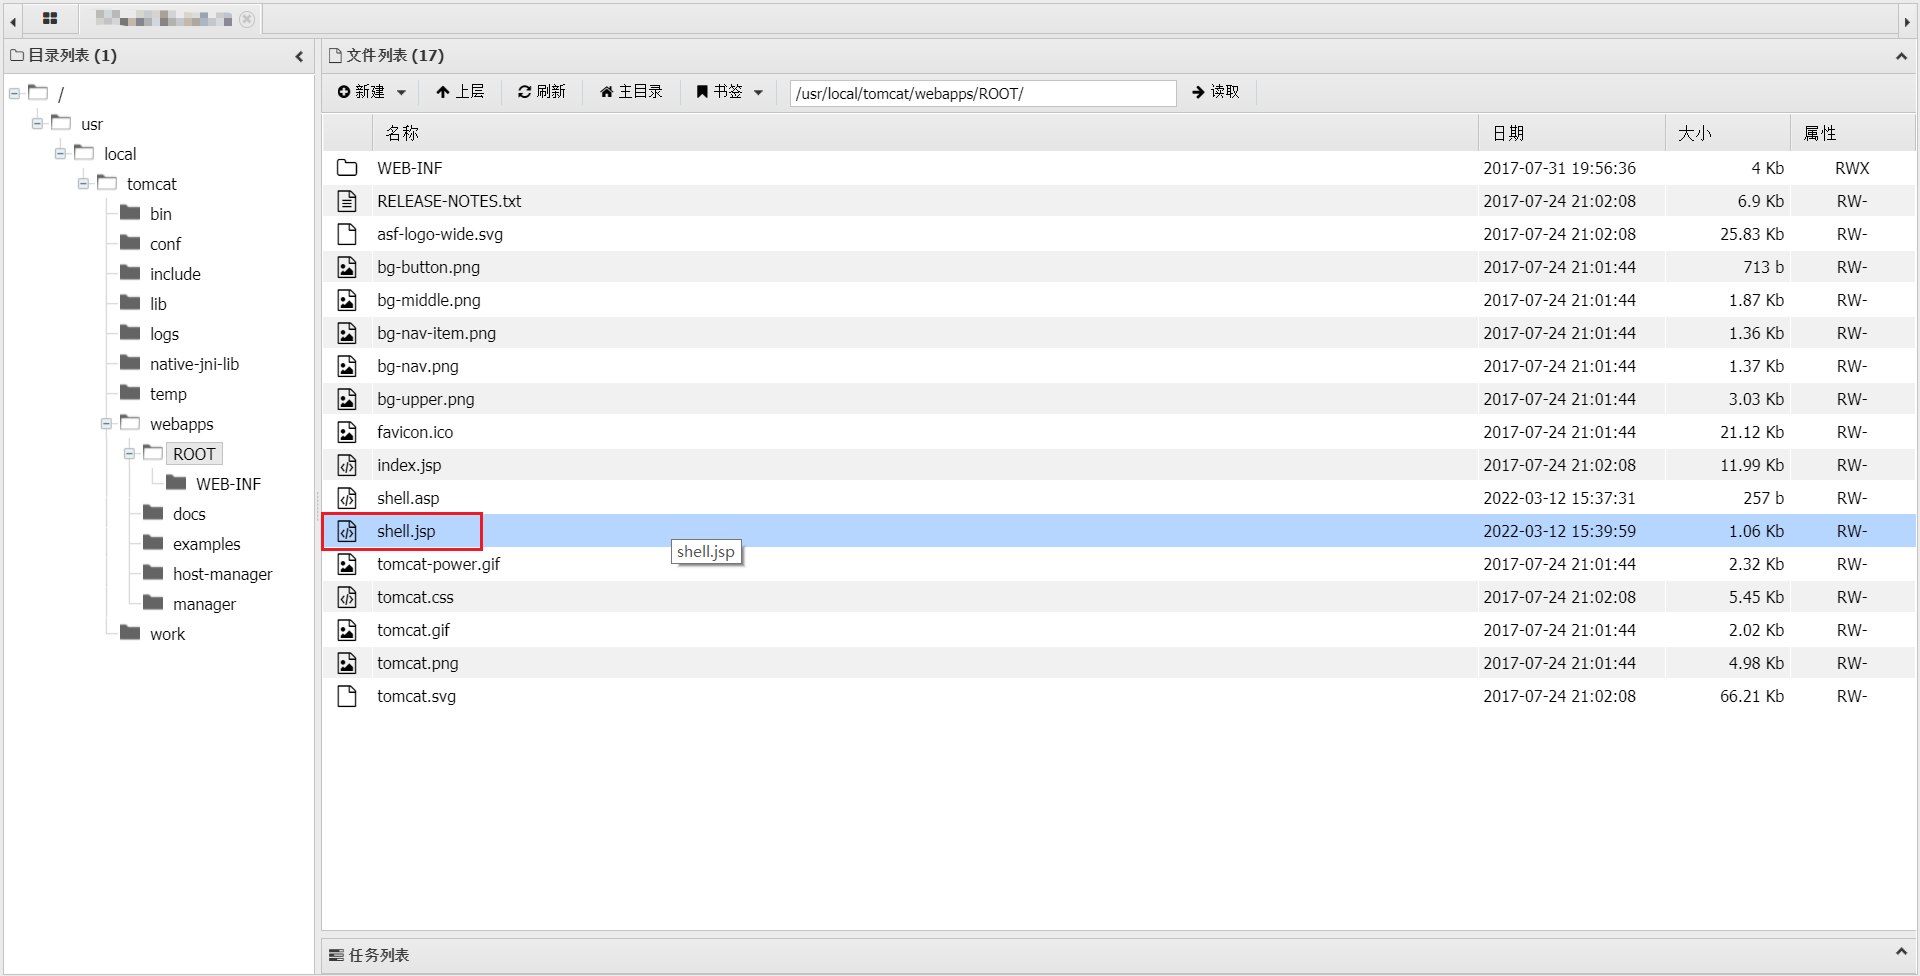 目录列表 (1)
/
usr
local
tomcat
bin
conf
include
lib
logs
native-jni-lib
temp
webapps
ROOT
WEB-INF
docs
examples
host-manager
manager
work
文件列表 (17)
新建 上层 刷新 主目录 书签 /usr/local/tomcat/webapps/ROOT/ 读取
名称 日期 大小 属性
WEB-INF 2017-07-31 19:56:36 4 Kb RWX
RELEASE-NOTES.txt 2017-07-24 21:02:08 6.9 Kb RW-
asf-logo-wide.svg 2017-07-24 21:02:08 25.83 Kb RW-
bg-button.png 2017-07-24 21:01:44 713 b RW-
bg-middle.png 2017-07-24 21:01:44 1.87 Kb RW-
bg-nav-item.png 2017-07-24 21:01:44 1.36 Kb RW-
bg-nav.png 2017-07-24 21:01:44 1.37 Kb RW-
bg-upper.png 2017-07-24 21:01:44 3.03 Kb RW-
favicon.ico 2017-07-24 21:01:44 21.12 Kb RW-
index.jsp 2017-07-24 21:02:08 11.99 Kb RW-
shell.asp 2022-03-12 15:37:31 257 b RW-
shell.jsp 2022-03-12 15:39:59 1.06 Kb RW-
shell.jsp
tomcat-power.gif 2017-07-24 21:01:44 2.32 Kb RW-
tomcat.css 2017-07-24 21:02:08 5.45 Kb RW-
tomcat.gif 2017-07-24 21:01:44 2.02 Kb RW-
tomcat.png 2017-07-24 21:01:44 4.98 Kb RW-
tomcat.svg 2017-07-24 21:02:08 66.21 Kb RW-
任务列表